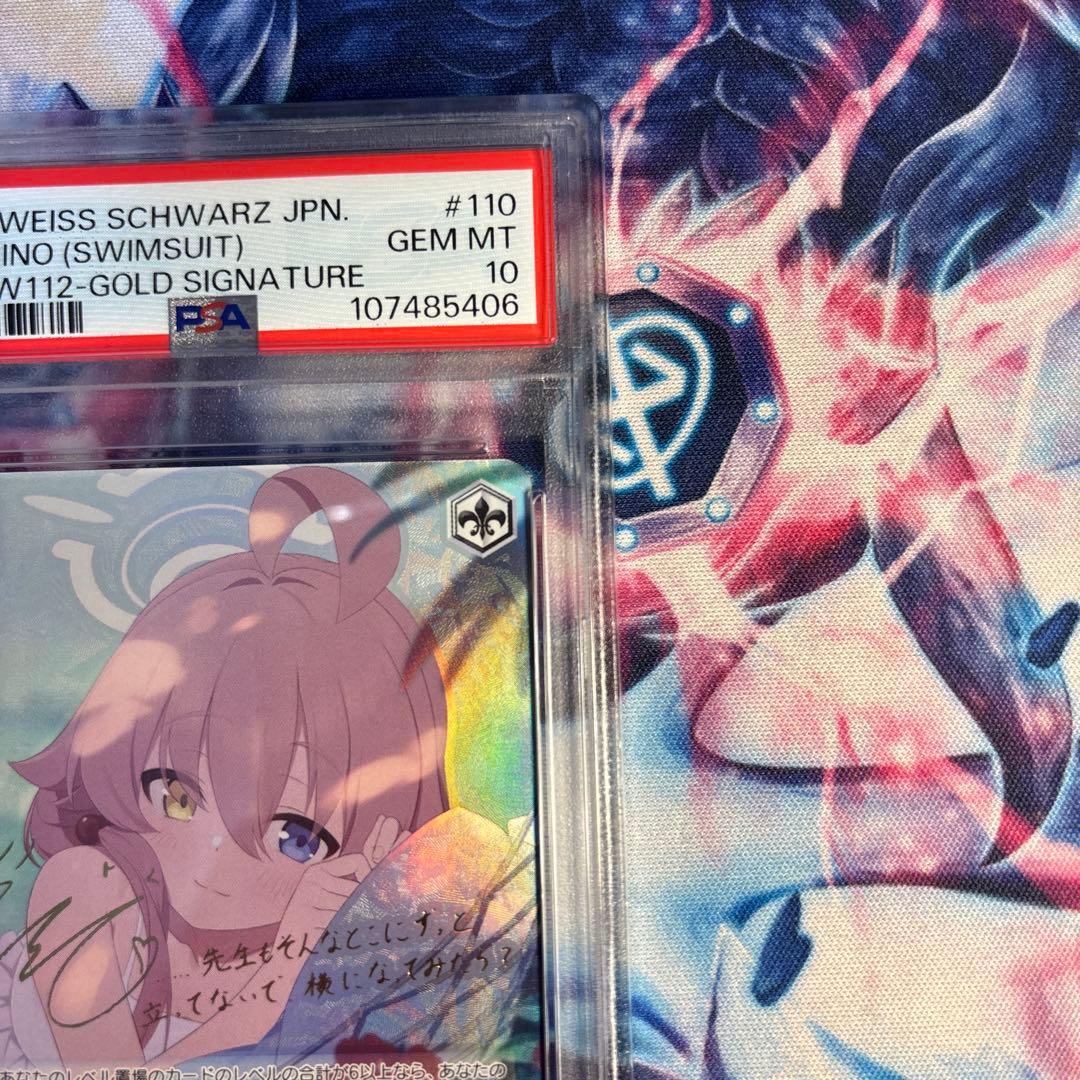 WEISS SCHWARZ JPN. #110
INO (SWIMSUIT) GEM MT
W112-GOLD SIGNATURE 10
PSA 107485406
先生もそんなとこにずっと
立ってないで 横になってみたら?
あなたのレベル置場のカードのレベルの合計が6以上なら、あなたの